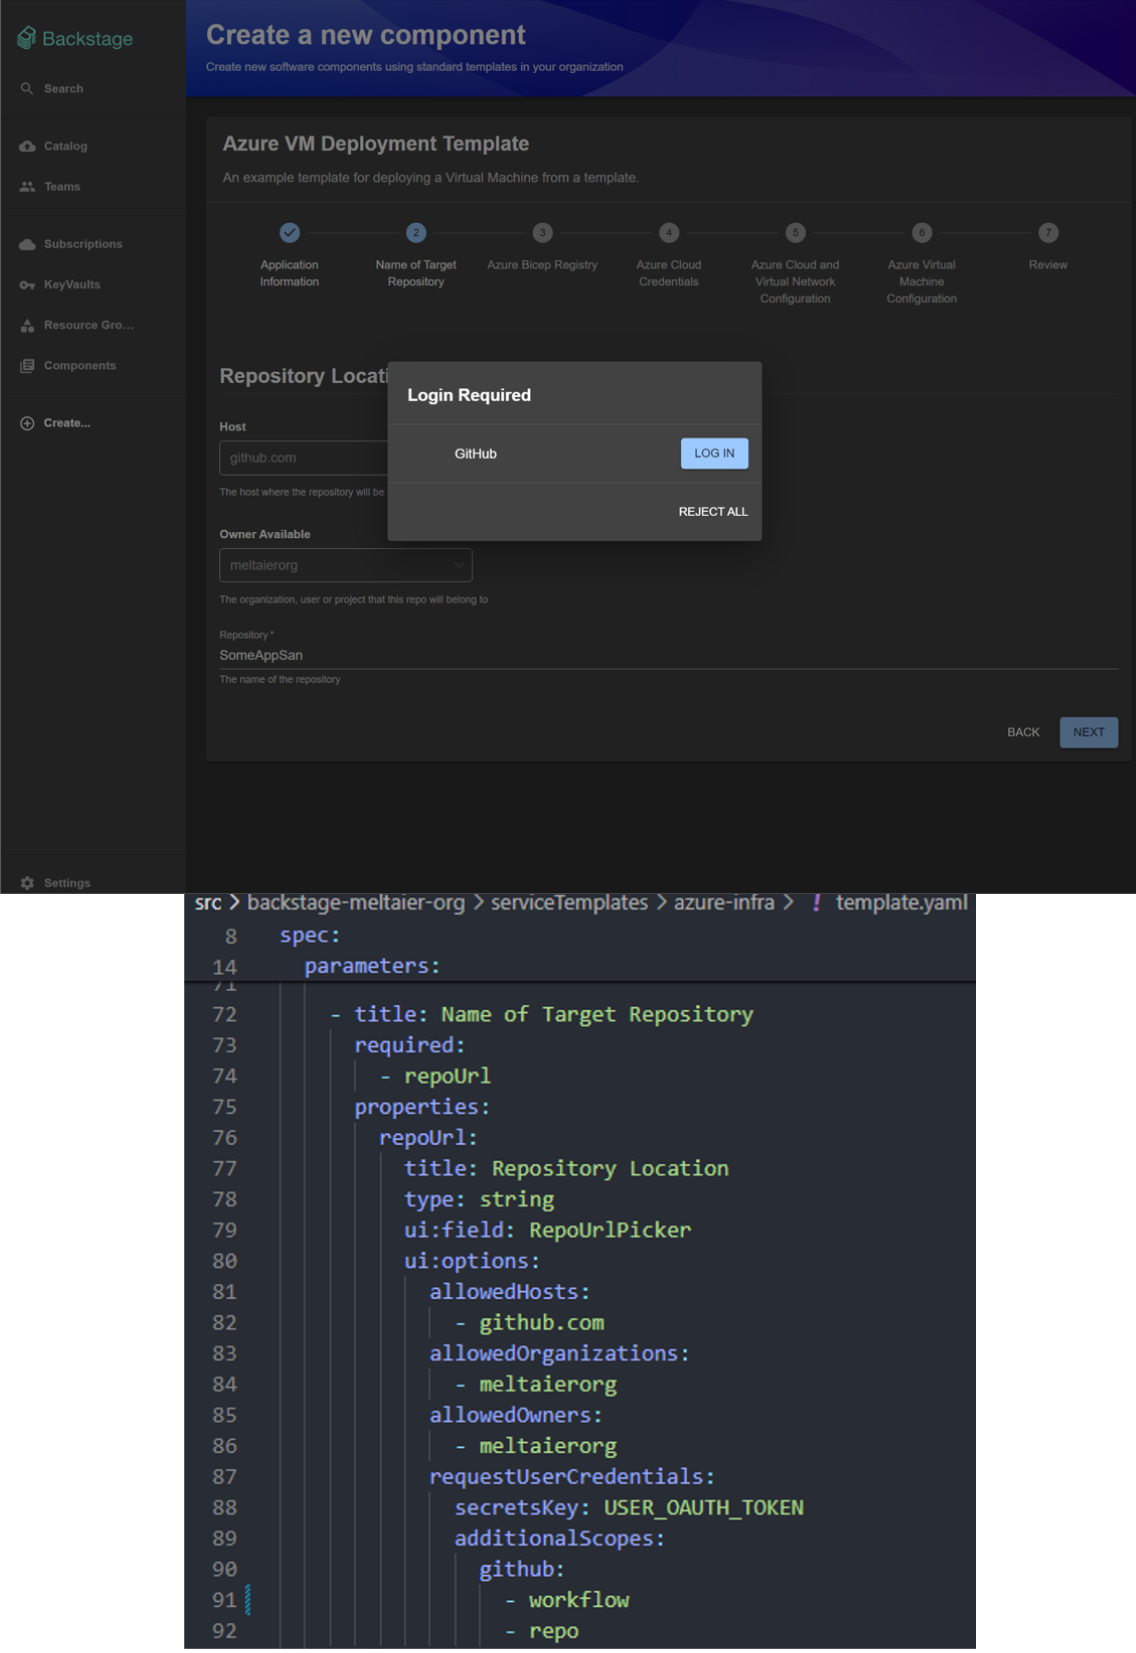 Backstage
Search
Catalog
Teams
Subscriptions
KeyVaults
Resource Gro...
Components
Create...
Settings
Create a new component
Create new software components using standard templates in your organization
Azure VM Deployment Template
An example template for deploying a Virtual Machine from a template.
2 3 4 5 6 7
Application Information
Name of Target Repository
Azure Bicep Registry
Azure Cloud Credentials
Azure Cloud and Virtual Network Configuration
Azure Virtual Machine Configuration
Review
Repository Locati
Host
github.com
The host where the repository will be
Login Required
GitHub
LOG IN
REJECT ALL
Owner Available
meltaierorg
The organization, user or project that this repo will belong to
Repository *
SomeAppSan
The name of the repository
BACK
NEXT
src > backstage-meltaier-org > serviceTemplates > azure-infra > ! template.yaml
8 spec:
14 parameters:
71
72 - title: Name of Target Repository
73 required:
74 - repoUrl
75 properties:
76 repoUrl:
77 title: Repository Location
78 type: string
79 ui:field: RepoUrlPicker
80 ui:options:
81 allowedHosts:
82 - github.com
83 allowedOrganizations:
84 - meltaierorg
85 allowedOwners:
86 - meltaierorg
87 requestUserCredentials:
88 secretsKey: USER_OAUTH_TOKEN
89 additionalScopes:
90 github:
91 - workflow
92 - repo